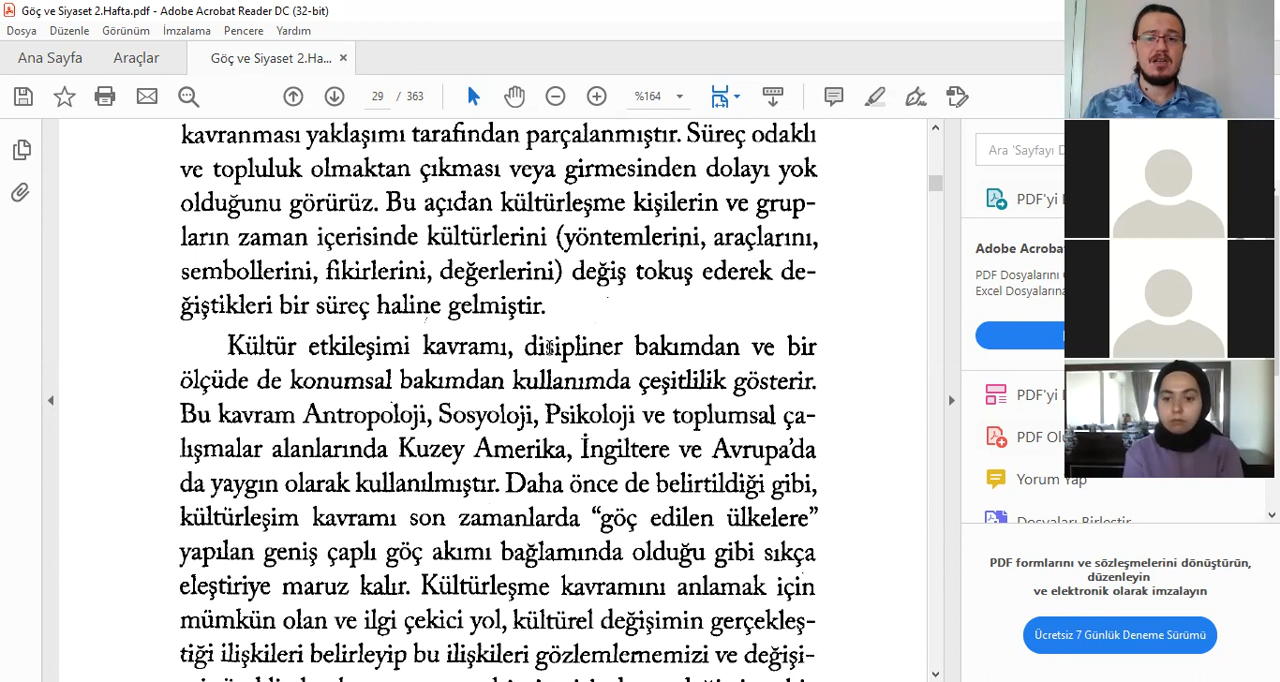 Göç ve Siyaset 2.Hafta.pdf - Adobe Acrobat Reader DC (32-bit)
Dosya Düzenle Görünüm İmzalama Pencere Yardım
Ana Sayfa Araçlar Göç ve Siyaset 2.Ha...
29 / 363 %164
kavranması yaklaşımı tarafından parçalanmıştır. Süreç odaklı
ve topluluk olmaktan çıkması veya girmesinden dolayı yok
olduğunu görürüz. Bu açıdan kültürleşme kişilerin ve grup-
ların zaman içerisinde kültürlerini (yöntemlerini, araçlarını,
sembollerini, fikirlerini, değerlerini) değiş tokuş ederek de-
ğiştikleri bir süreç haline gelmiştir.
Kültür etkileşimi kavramı, disipliner bakımdan ve bir
ölçüde de konumsal bakımdan kullanımda çeşitlilik gösterir.
Bu kavram Antropoloji, Sosyoloji, Psikoloji ve toplumsal ça-
lışmalar alanlarında Kuzey Amerika, İngiltere ve Avrupa'da
da yaygın olarak kullanılmıştır. Daha önce de belirtildiği gibi,
kültürleşim kavramı son zamanlarda “göç edilen ülkelere”
yapılan geniş çaplı göç akımı bağlamında olduğu gibi sıkça
eleştiriye maruz kalır. Kültürleşme kavramını anlamak için
mümkün olan ve ilgi çekici yol, kültürel değişimin gerçekleş-
tiği ilişkileri belirleyip bu ilişkileri gözlemlememizi ve değişi-
Ara 'Sayfayı
PDF'yi
Adobe Acrobat
PDF Dosyalarını
Excel Dosyalarına
PDF'yi
PDF
Yorum Yap
Dosyaları Birleştir
PDF formlarını ve sözleşmelerini dönüştürün,
düzenleyin
ve elektronik olarak imzalayın
Ücretsiz 7 Günlük Deneme Sürümü